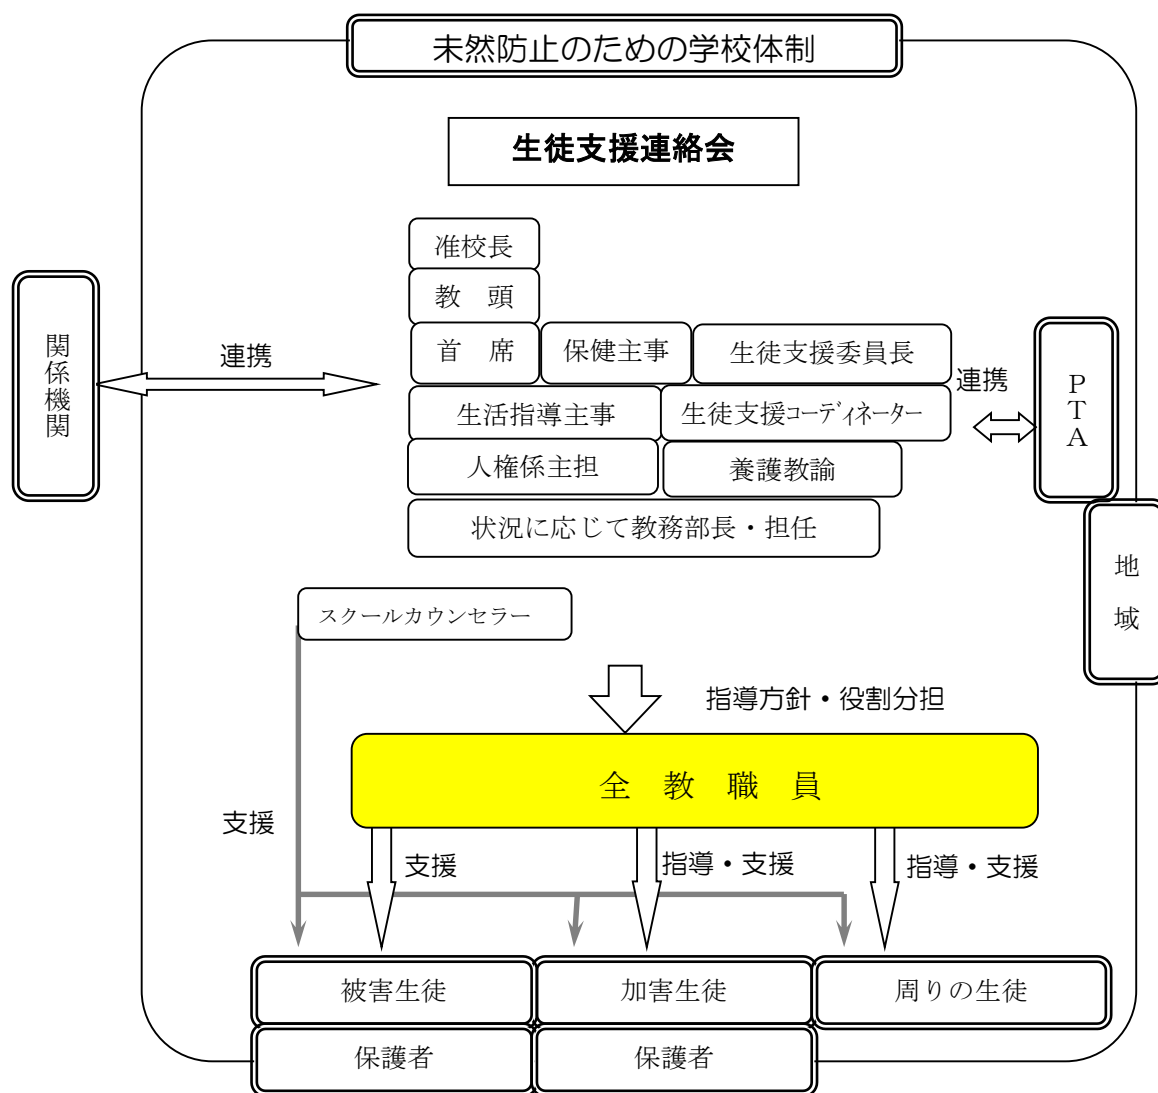 未然防止のための学校体制
生徒支援連絡会
准校長
教　頭
首　席
保健主事
生徒支援委員長
生活指導主事
生徒支援ｺｰﾃﾞｨﾈｰﾀｰ
人権係主担
養護教諭
状況に応じて教務部長・担任
関係機関
連携
連携
ＰＴＡ
地域
スクールカウンセラー
指導方針・役割分担
全　教　職　員
支援
支援
指導・支援
指導・支援
被害生徒
加害生徒
周りの生徒
保護者
保護者